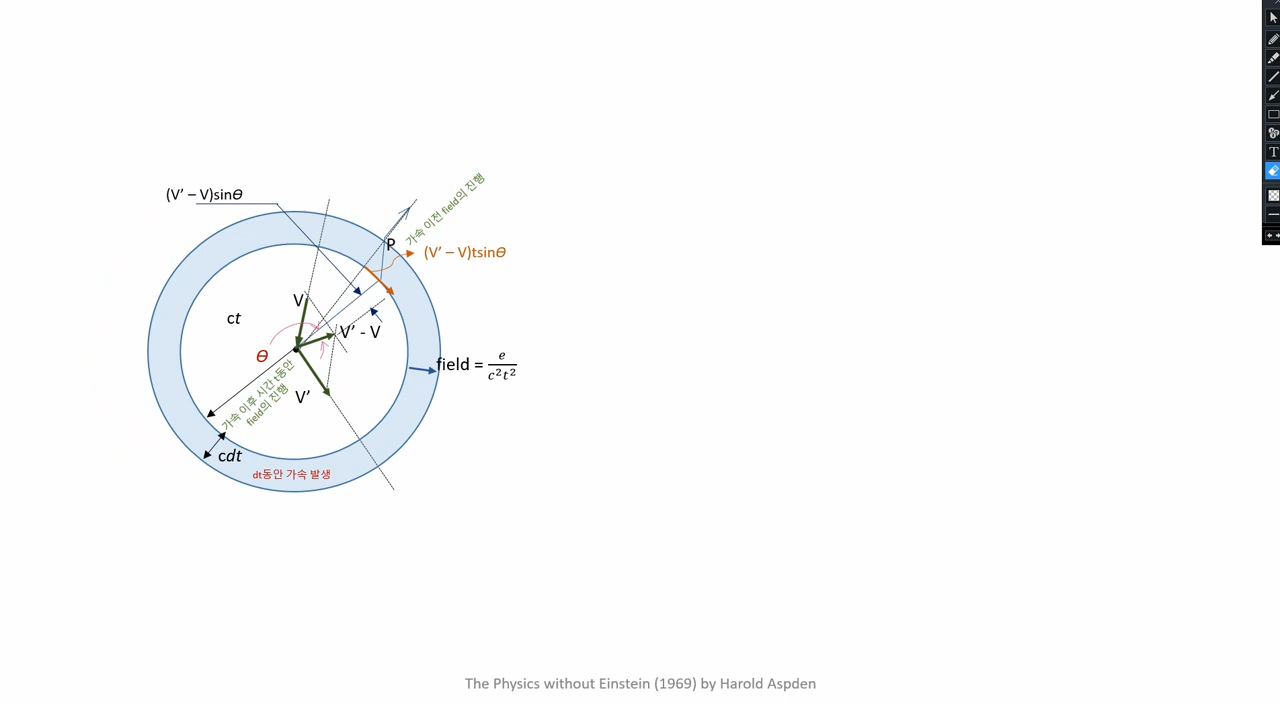 (V’ – V)sinθ
가속 이전 field의 진행
P
(V’ – V)tsinθ
V
ct
V’ - V
θ
field = e/c²t²
가속 이후 시간 t동안
field의 진행
V’
cdt
dt동안 가속 발생
The Physics without Einstein (1969) by Harold Aspden
T